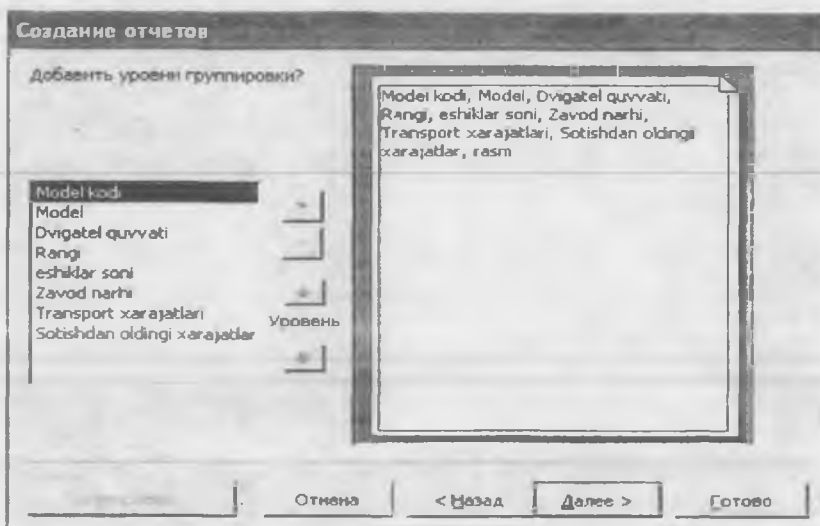 Создание отчетов
Добавить уровни группировки?
Model kodi, Model, Dvigatel quvvati,
Rangi, eshiklar soni, Zavod narhi,
Transport xarajatlari, Sotishdan oldingi
xarajatlar, rasm
Model kodi
Model
Dvigatel quvvati
Rangi
eshiklar soni
Zavod narhi
Transport xarajatlari
Sotishdan oldingi xarajatlar
Уровень
Отмена
< Назад
Далее >
Готово